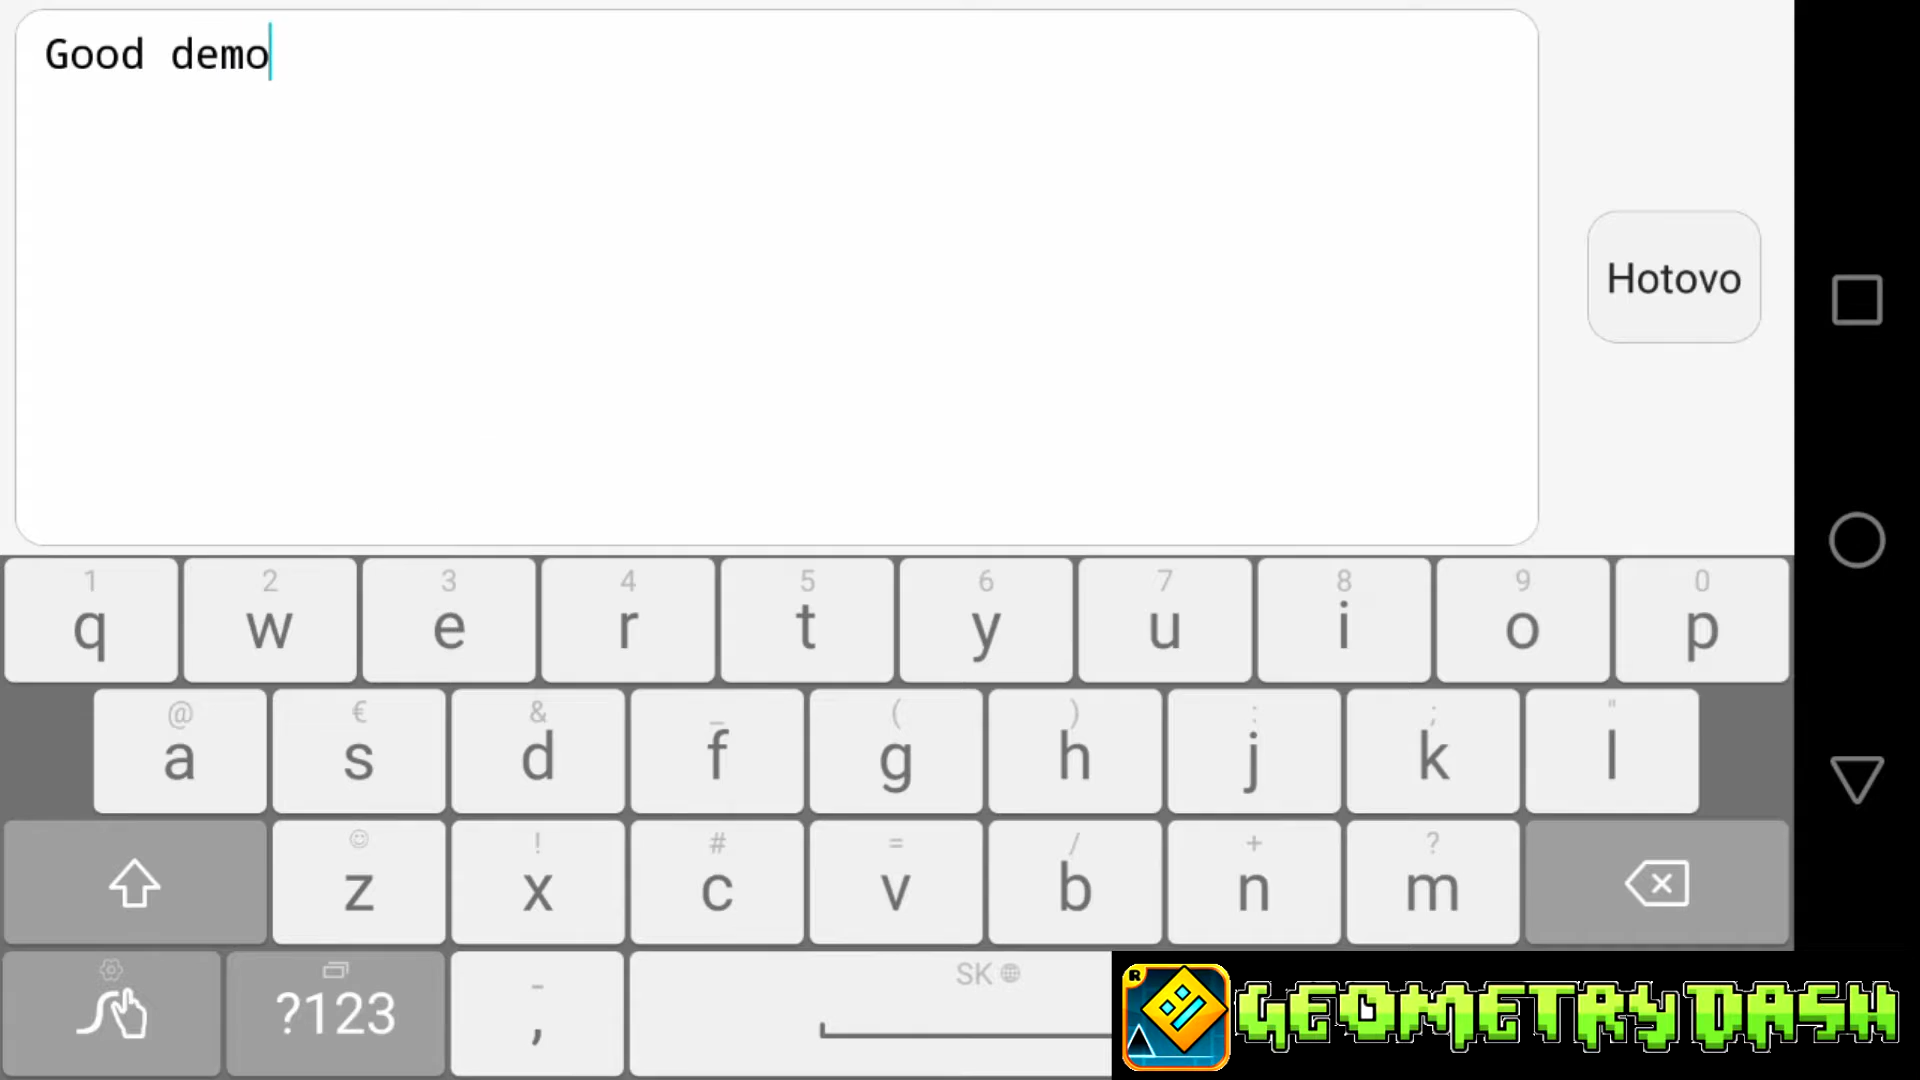 Good demo
Hotovo
1 2 3 4 5 6 7 8 9 0
q w e r t y u i o p
@ € & _ ( ) : ; "
a s d f g h j k l
! # = / + ?
z x c v b n m
- SK
?123 ,
R
GEOMETRY DASH